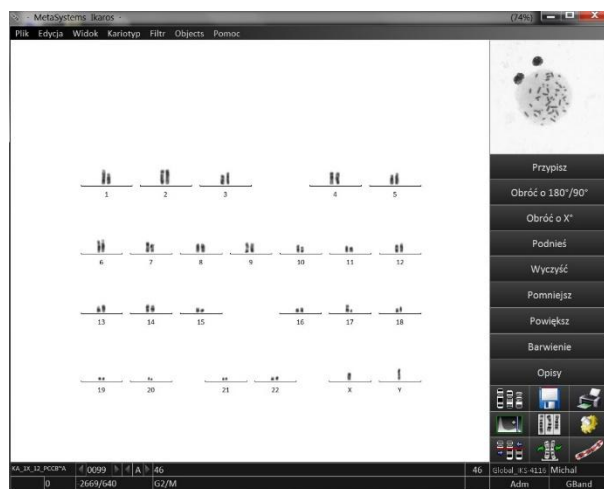 MetaSystems Ikaros (74%)
Plik Edycja Widok Kariotyp Filtr Objects Pomoc
1 2 3 4 5
6 7 8 9 10 11 12
13 14 15 16 17 18
19 20 21 22 X Y
Przypisz
Obróć o 180°/90°
Obróć o X°
Podnieś
Wyczyść
Pomniejsz
Powiększ
Barwienie
Opisy
0099 A 46 46 Global_IKS-4116 Michal
0 -2669/640 G2/M Adm GBand